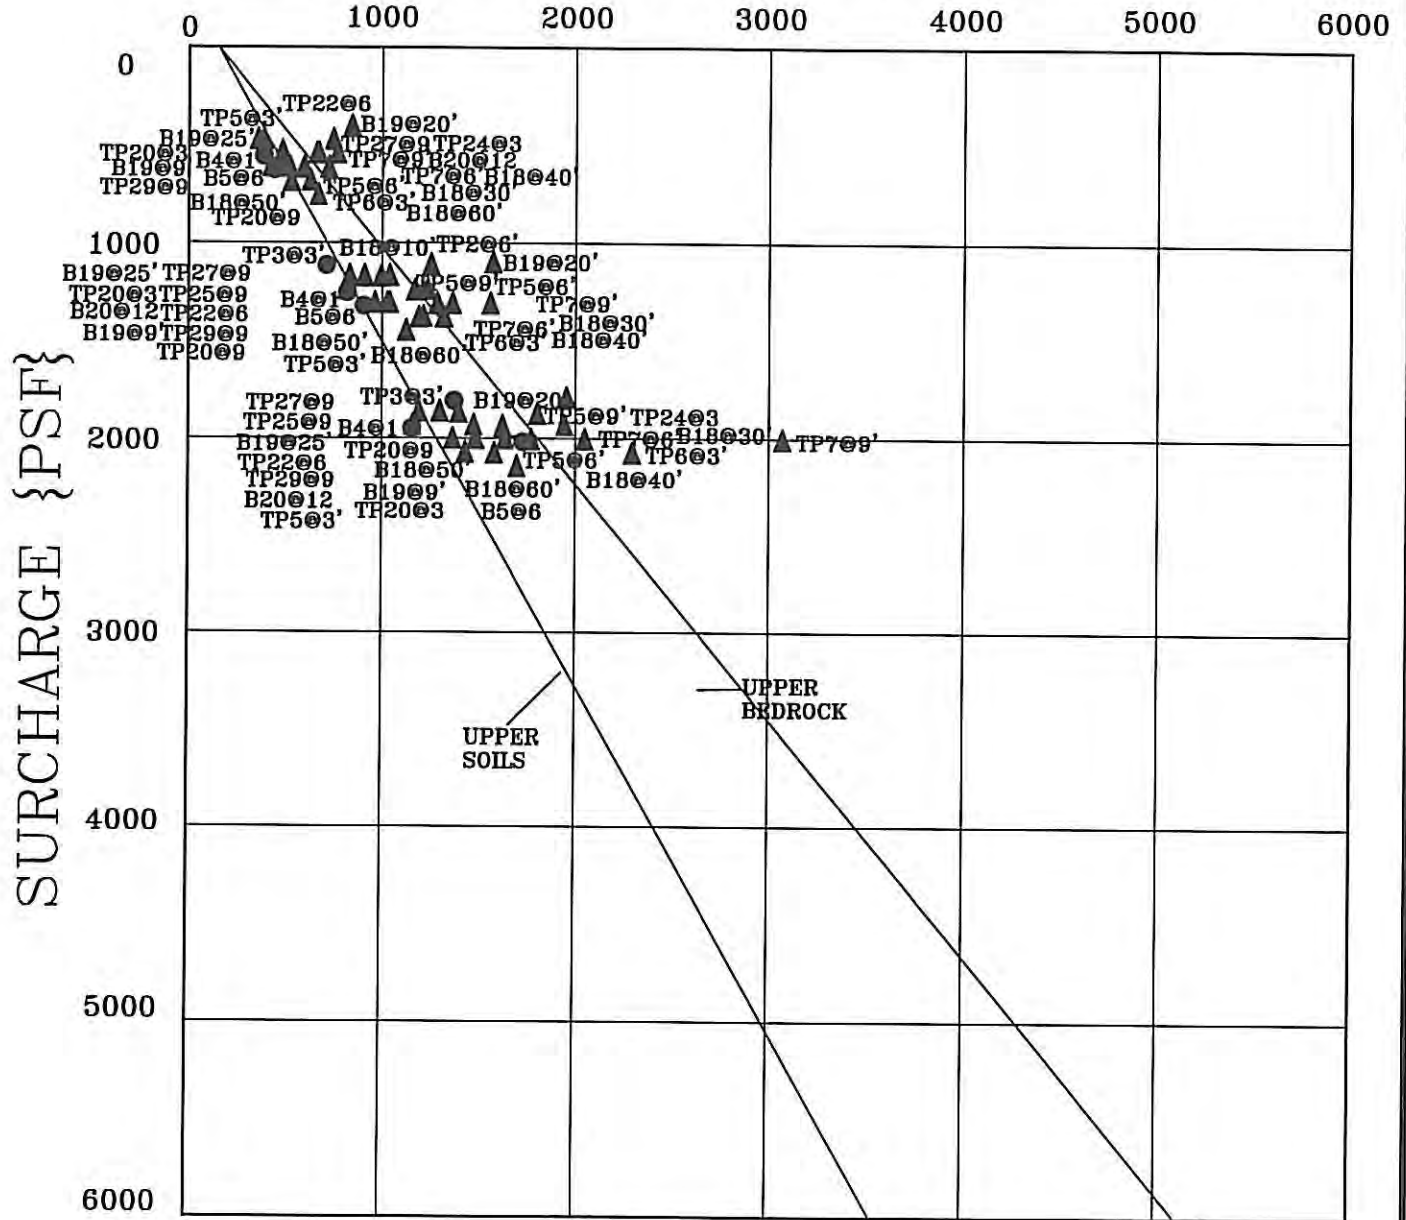 0 1000 2000 3000 4000 5000 6000
0
TP22@6
TP5@3'
B19@20'
B19@25'
TP27@9 TP24@3
TP20@3
B4@1
TP7@9 B20@12
B19@9
B5@6
TP7@6' B18@40'
TP29@9
TP5@6'
B18@30'
B18@50'
TP6@3'
B18@60'
TP20@9
1000
TP3@3'
B18@10' TP2@6'
B19@20'
B19@25' TP27@9
TP5@9'
TP5@6'
TP20@3 TP25@9
B4@1
TP7@9'
B20@12 TP22@6
B5@6
TP7@6'
B18@30'
B19@9' TP29@9
B18@50'
TP6@3'
B18@40'
TP20@9
TP5@3'
B18@60'
TP27@9
TP3@3'
B19@20'
TP25@9
B4@1
TP5@9' TP24@3
2000
B19@25'
TP20@9
TP7@6' B18@30'
TP7@9'
TP22@6
B18@50'
TP5@6'
TP6@3'
TP29@9
B19@9'
B18@60'
B18@40'
B20@12
TP20@3
B5@6
TP5@3'
3000
UPPER
BEDROCK
UPPER
SOILS
4000
5000
6000
SURCHARGE {PSF}